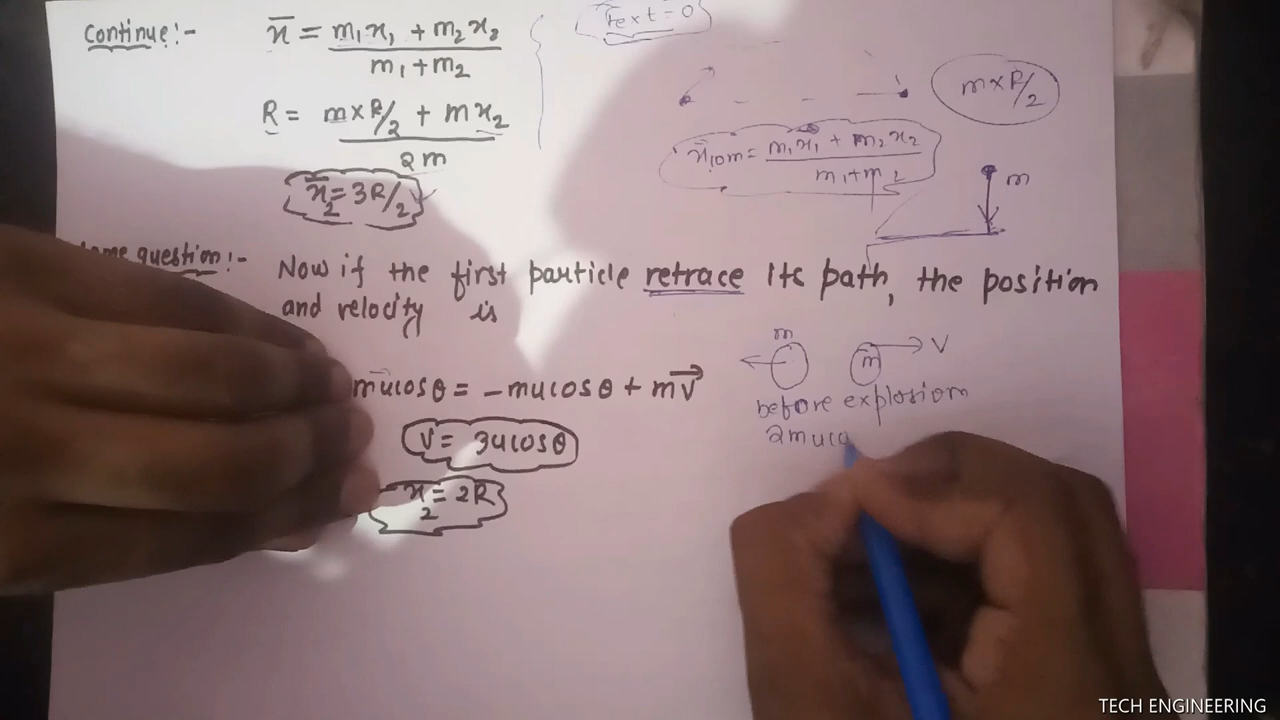 Continue:-
x̄ = m₁x₁ + m₂x₂
m₁+m₂
R = m×R/2 + mx₂
2m
x₂ = 3R/2
Fext = 0
m×R/2
x̄com = m₁x₁ + m₂x₂
m₁+m₂
m
question:-
Now if the first particle retrace its path, the position
and velocity is
mucosθ = -mucosθ + mv⃗
v = 3ucosθ
x₂ = 2R
m
m
V
before explosion
2muco
TECH ENGINEERING